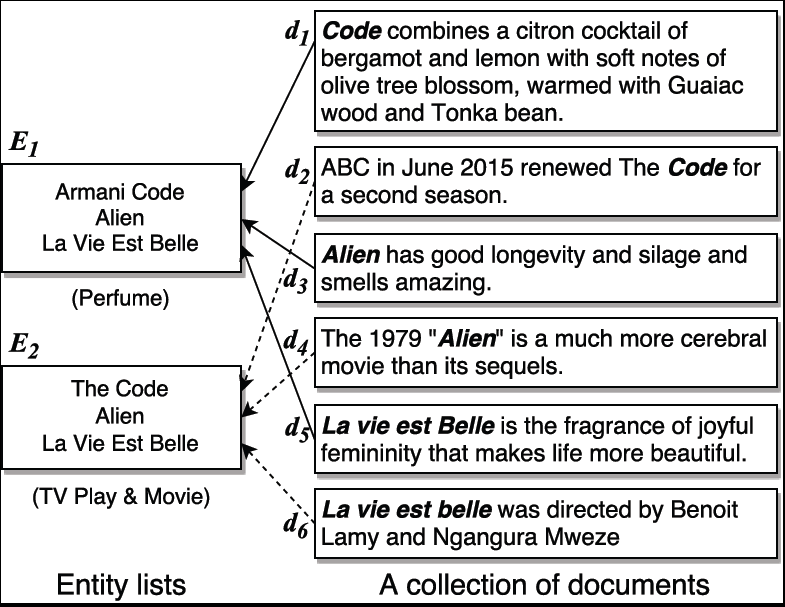 E1
Armani Code
Alien
La Vie Est Belle
(Perfume)
E2
The Code
Alien
La Vie Est Belle
(TV Play & Movie)
Entity lists
d1
Code combines a citron cocktail of
bergamot and lemon with soft notes of
olive tree blossom, warmed with Guaiac
wood and Tonka bean.
d2
ABC in June 2015 renewed The Code for
a second season.
d3
Alien has good longevity and silage and
smells amazing.
d4
The 1979 "Alien" is a much more cerebral
movie than its sequels.
d5
La vie est Belle is the fragrance of joyful
femininity that makes life more beautiful.
d6
La vie est belle was directed by Benoit
Lamy and Ngangura Mweze
A collection of documents